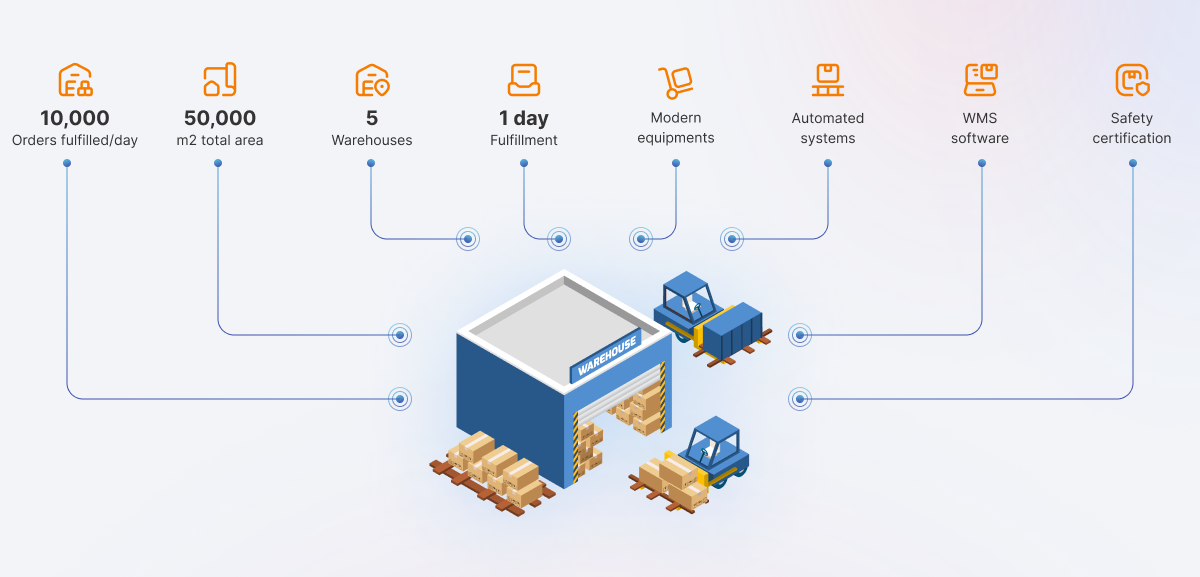 10,000
Orders fulfilled/day
50,000
m2 total area
5
Warehouses
1 day
Fulfillment
Modern
equipments
Automated
systems
WMS
software
Safety
certification
WAREHOUSE